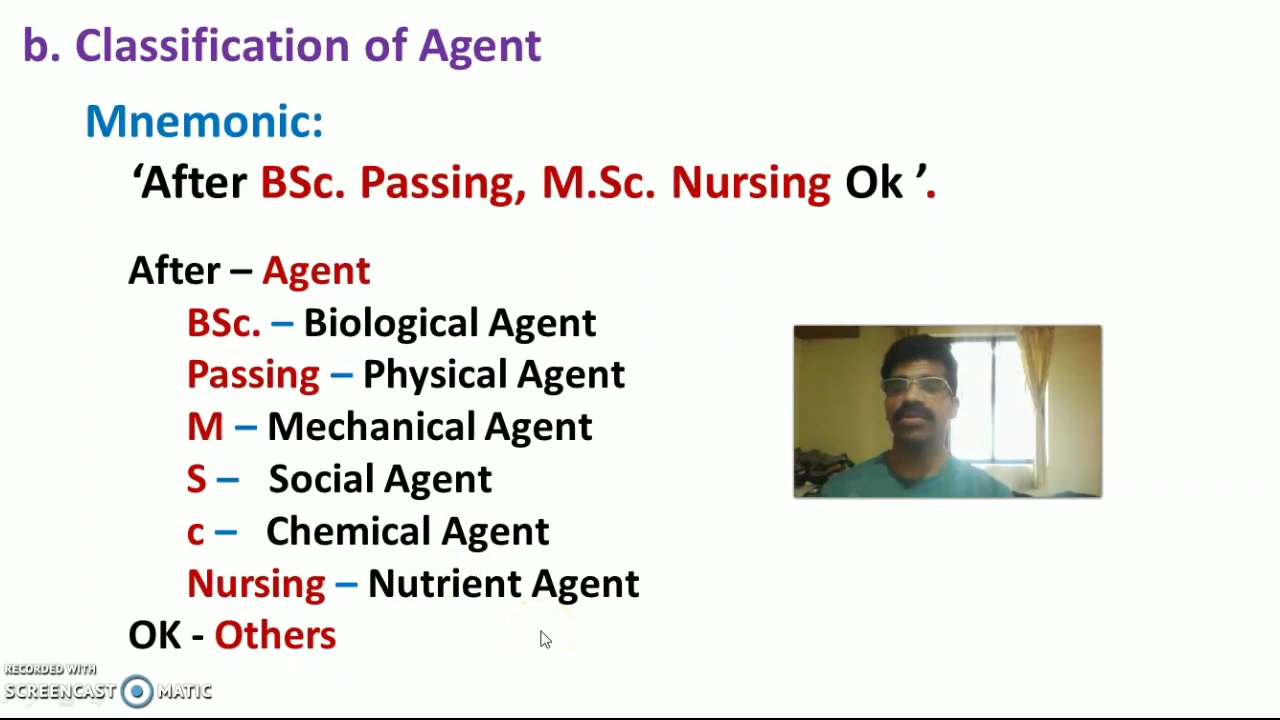 b. Classification of Agent
Mnemonic:
‘After BSc. Passing, M.Sc. Nursing Ok ’.
After – Agent
BSc. – Biological Agent
Passing – Physical Agent
M – Mechanical Agent
S – Social Agent
c – Chemical Agent
Nursing – Nutrient Agent
OK - Others
RECORDED WITH
SCREENCAST MATIC